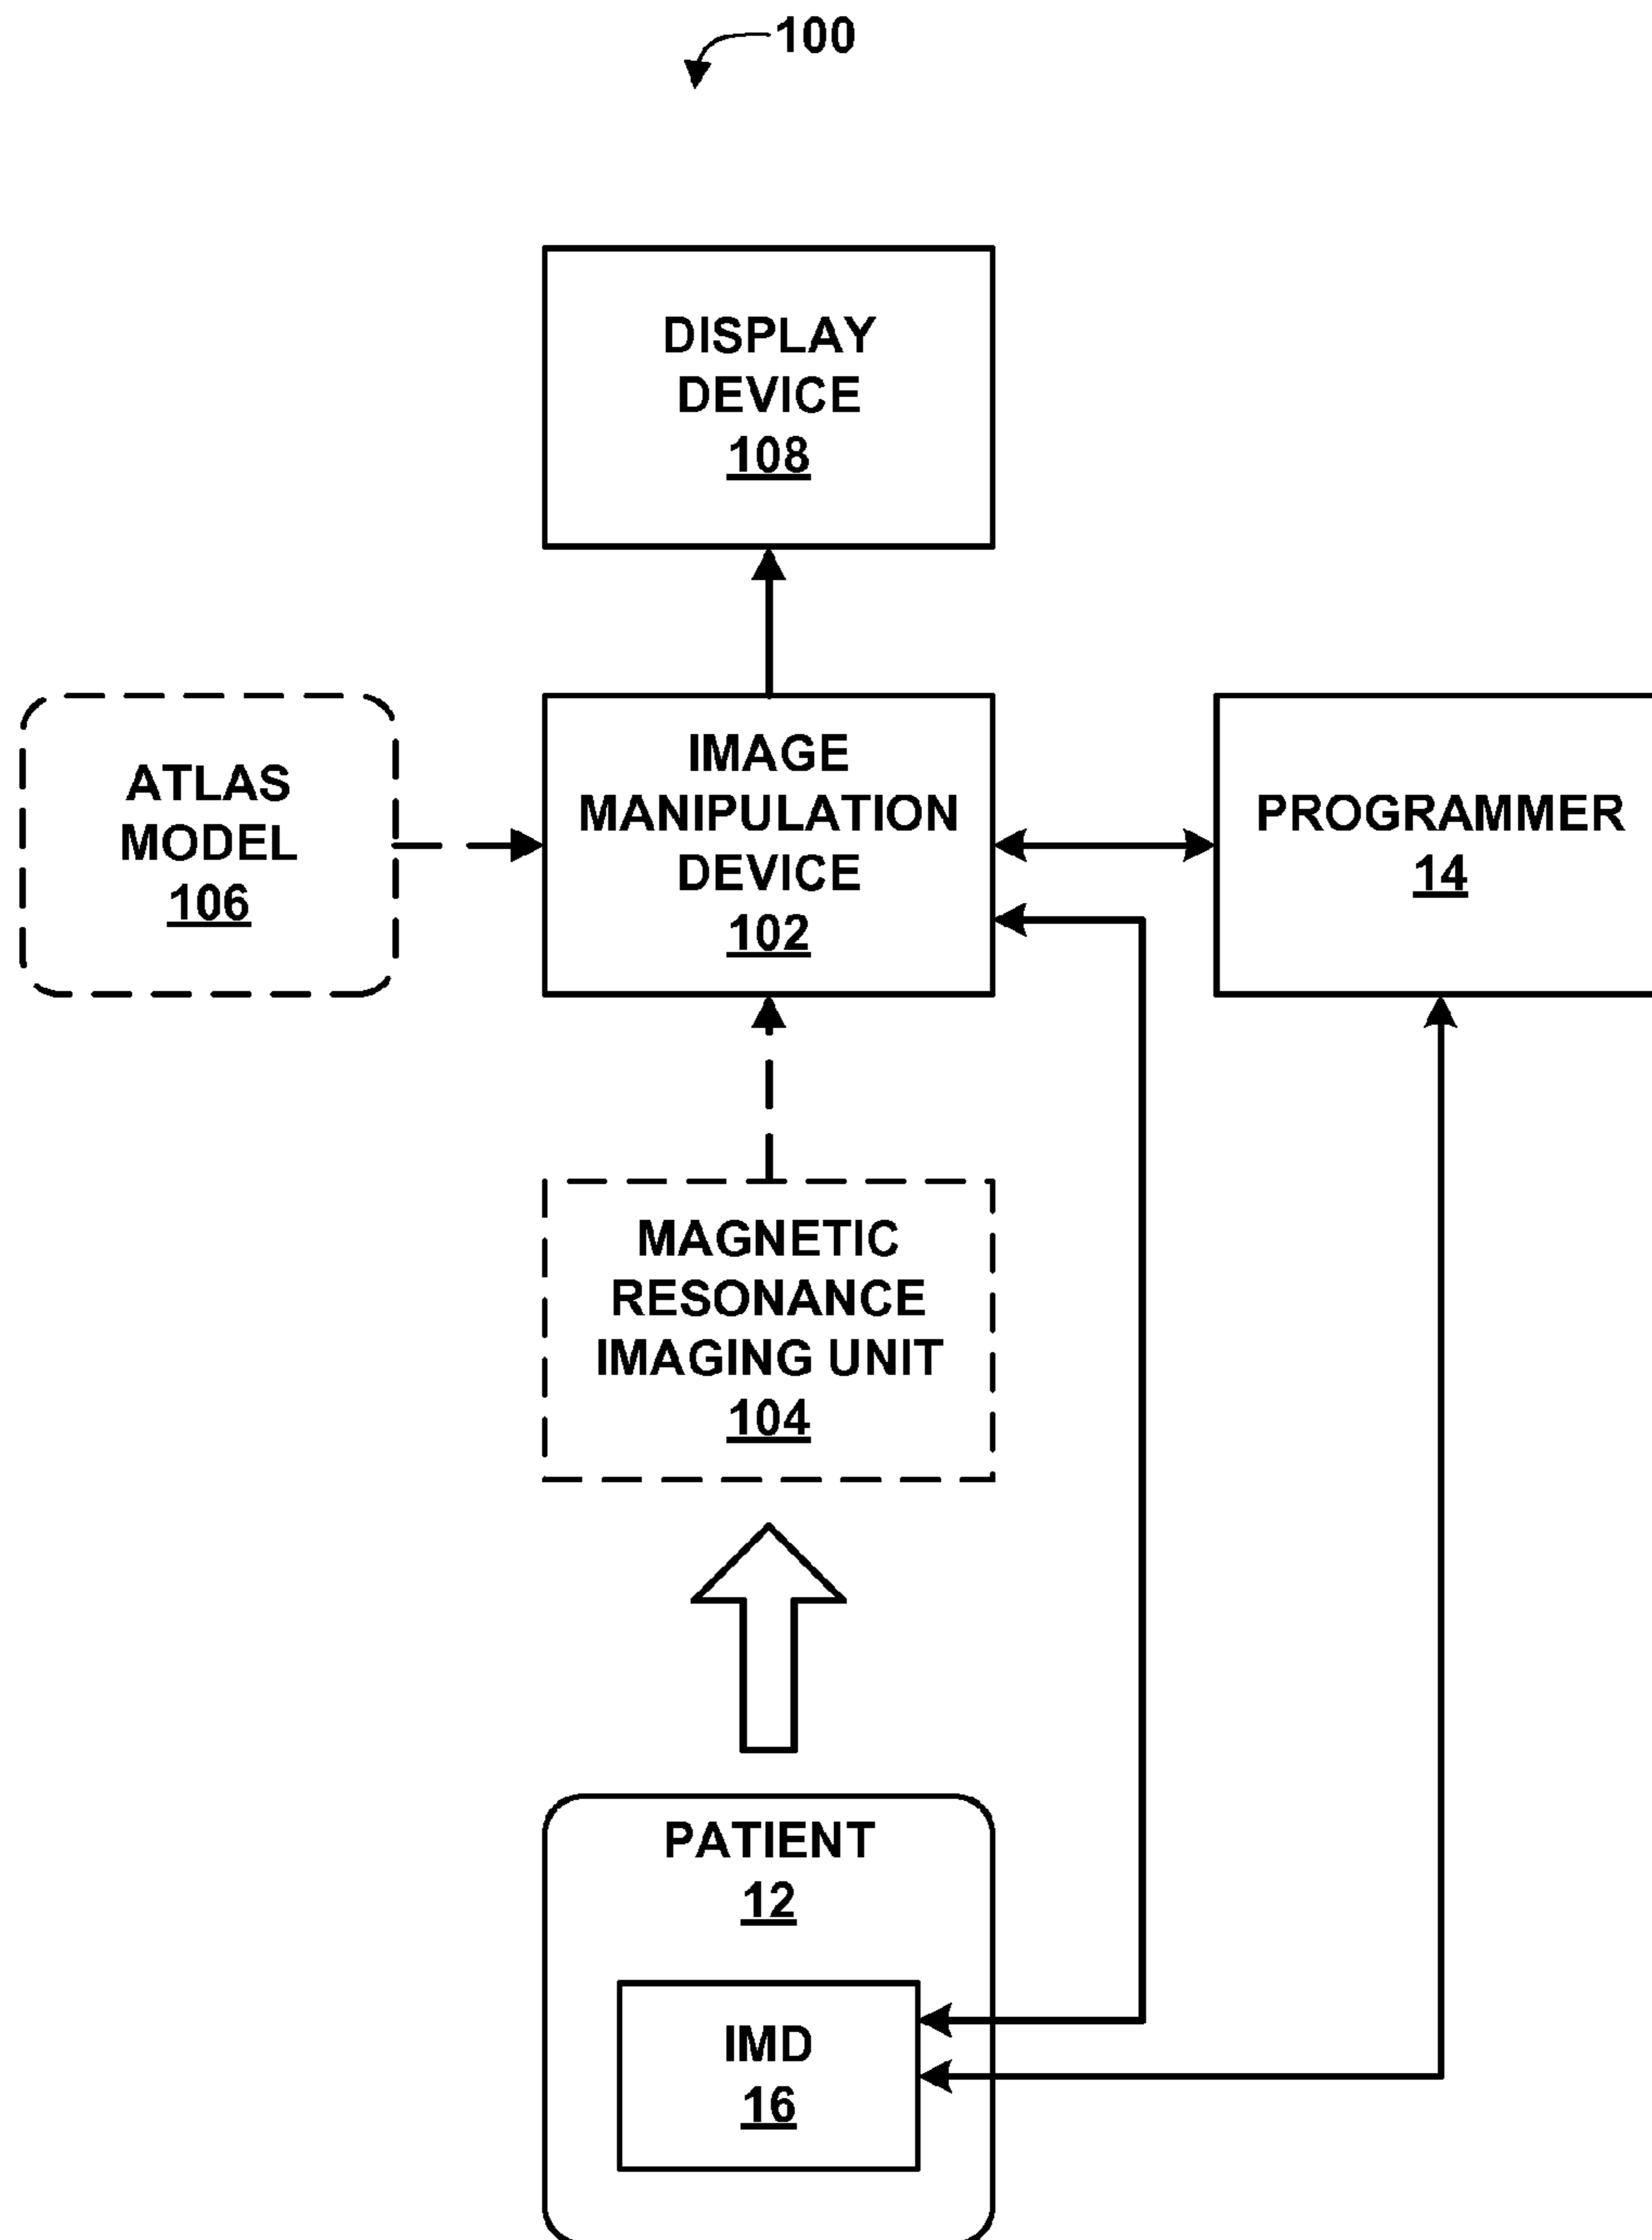 100
DISPLAY
DEVICE
108
ATLAS
MODEL
106
IMAGE
MANIPULATION
DEVICE
102
PROGRAMMER
14
MAGNETIC
RESONANCE
IMAGING UNIT
104
PATIENT
12
IMD
16